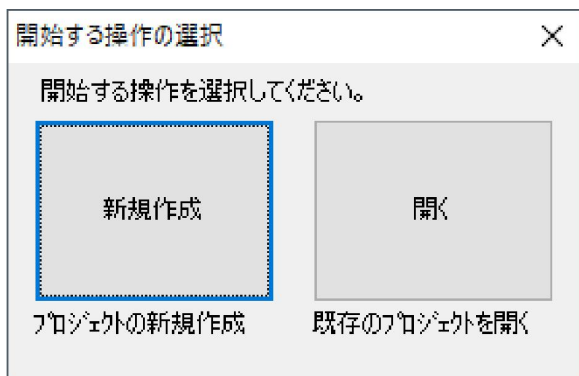 開始する操作の選択
開始する操作を選択してください。
新規作成
開く
プロジェクトの新規作成
既存のプロジェクトを開く